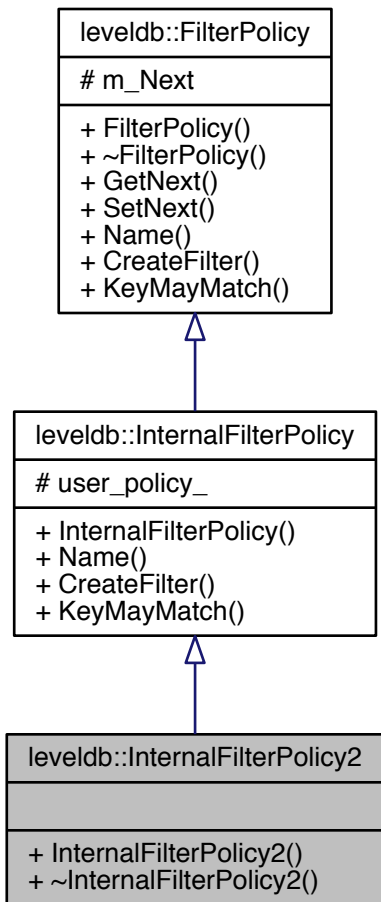 leveldb::FilterPolicy
# m_Next
+ FilterPolicy()
+ ~FilterPolicy()
+ GetNext()
+ SetNext()
+ Name()
+ CreateFilter()
+ KeyMayMatch()
leveldb::InternalFilterPolicy
# user_policy_
+ InternalFilterPolicy()
+ Name()
+ CreateFilter()
+ KeyMayMatch()
leveldb::InternalFilterPolicy2
+ InternalFilterPolicy2()
+ ~InternalFilterPolicy2()